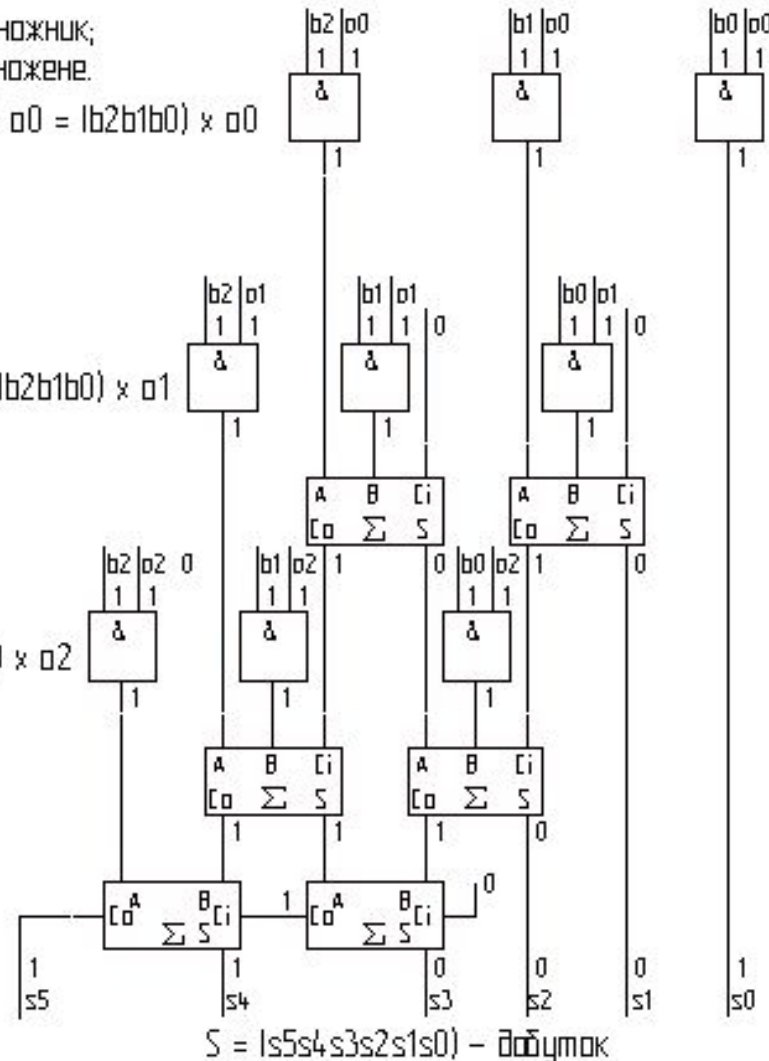 ножник;
b2 a0 b1 a0 b0 a0
ножене.
1 1 1 1 1 1
& & &
a0 = (b2b1b0) x a0
1 1 1
b2 a1 b1 a1 b0 a1
1 1 1 1 0 1 1 0
& & &
(b2b1b0) x a1
1 1 1
A B Ci A B Ci
Co Σ S Co Σ S
b2 a2 0 b1 a2 1 0 b0 a2 1 0
1 1 1 1 1 1
& & &
) x a2
1 1 1
A B Ci A B Ci
Co Σ S Co Σ S
1 1 1 0
0
Co A B Ci 1 Co A B Ci
Σ S Σ S
1 1 0 0 0 1
s5 s4 s3 s2 s1 s0
S = (s5s4s3s2s1s0) – добуток